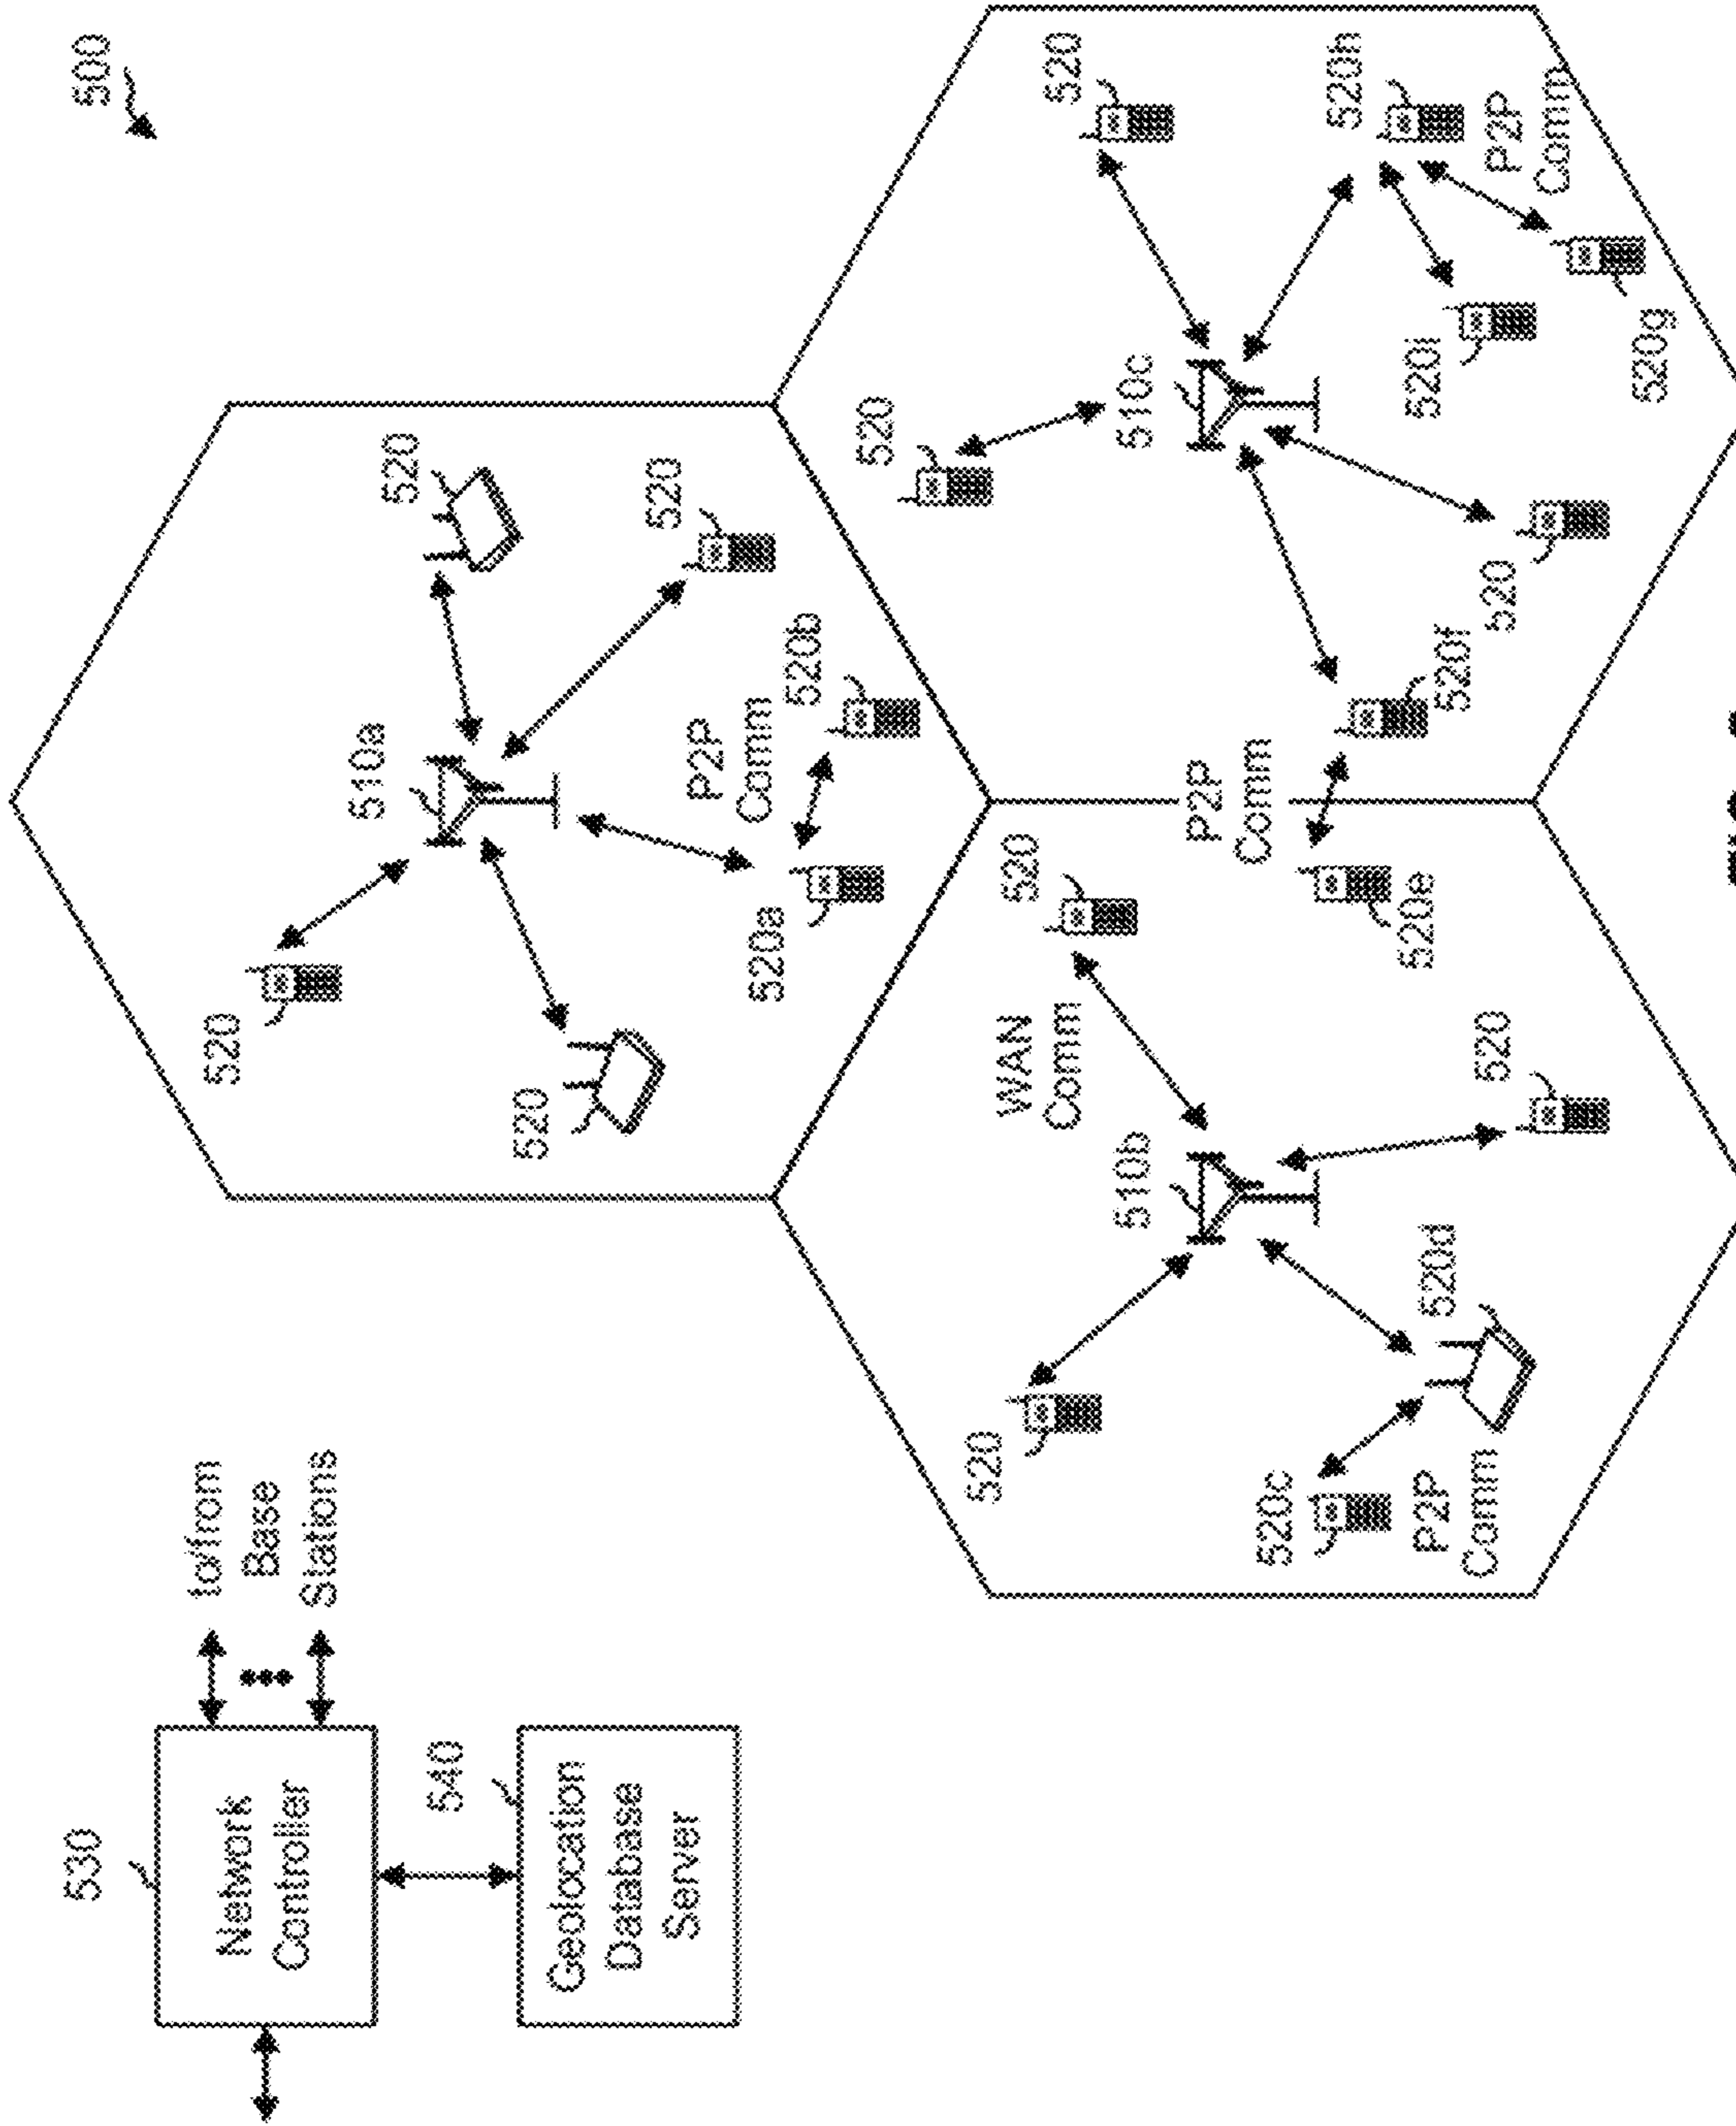 500
530
Network
Controller
to/from
Base
Stations
540
Geolocation
Database
Server
520
510a
520
520
520
520a
P2P
Comm
520b
520
WAN
Comm
520
510b
520c
P2P
Comm
520d
520
520e
P2P
Comm
520f
520
510c
520
520
520h
P2P
Comm
520i
520g